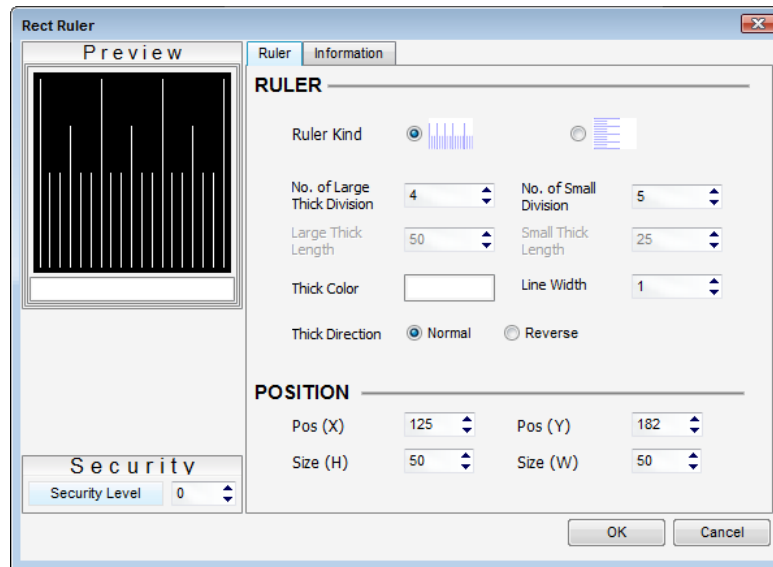 Rect Ruler
Preview
Ruler
Information
RULER
Ruler Kind
No. of Large
Thick Division
4
No. of Small
Division
5
Large Thick
Length
50
Small Thick
Length
25
Thick Color
Line Width
1
Thick Direction
Normal
Reverse
POSITION
Pos (X)
125
Pos (Y)
182
Size (H)
50
Size (W)
50
Security
Security Level
0
OK
Cancel